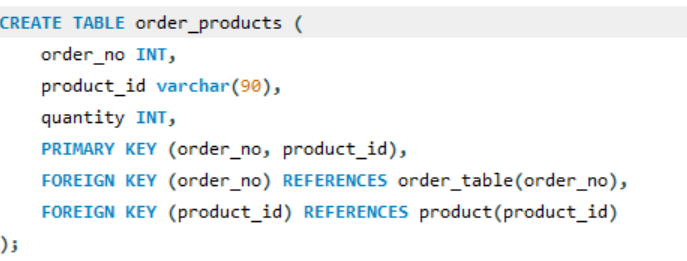 CREATE TABLE order_products (
order_no INT,
product_id varchar(90),
quantity INT,
PRIMARY KEY (order_no, product_id),
FOREIGN KEY (order_no) REFERENCES order_table(order_no),
FOREIGN KEY (product_id) REFERENCES product(product_id)
);